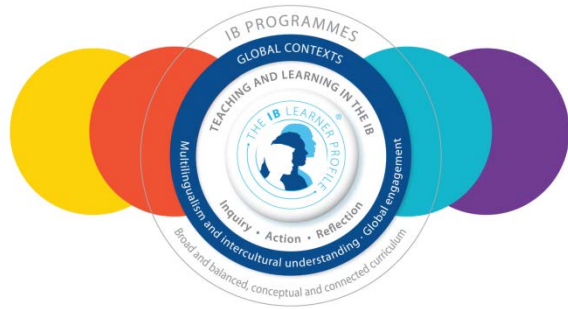 IB PROGRAMMES
GLOBAL CONTEXTS
TEACHING AND LEARNING IN THE IB
THE IB LEARNER PROFILE
®
Inquiry • Action • Reflection
Multilingualism and intercultural understanding · Global engagement
Broad and balanced, conceptual and connected curriculum